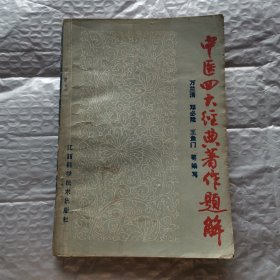 中医四大经典著作题解
万兰清 邓必隆 王鱼门 等编写
江西科学技术出版社